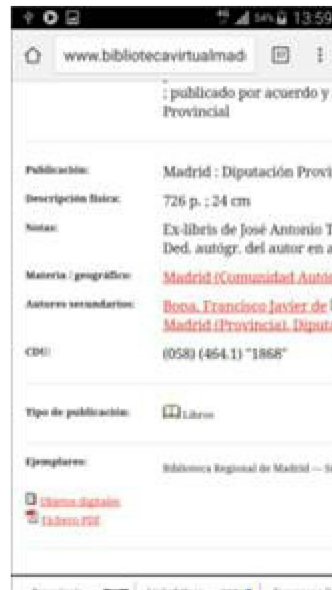 54% 13:59
www.bibliotecavirtualmadi
; publicado por acuerdo y
Provincial
Publicación:
Madrid : Diputación Provi
Descripción física:
726 p. ; 24 cm
Notas:
Ex-libris de José Antonio T
Ded. autógr. del autor en a
Materia / geográfico:
Madrid (Comunidad Autó
Autores secundarios:
Bona, Francisco Javier de
Madrid (Provincia). Diputa
CDU:
(058) (464.1) "1868"
Tipo de publicación:
Libros
Ejemplares:
Biblioteca Regional de Madrid — S
Objetos digitales
Fichero PDF